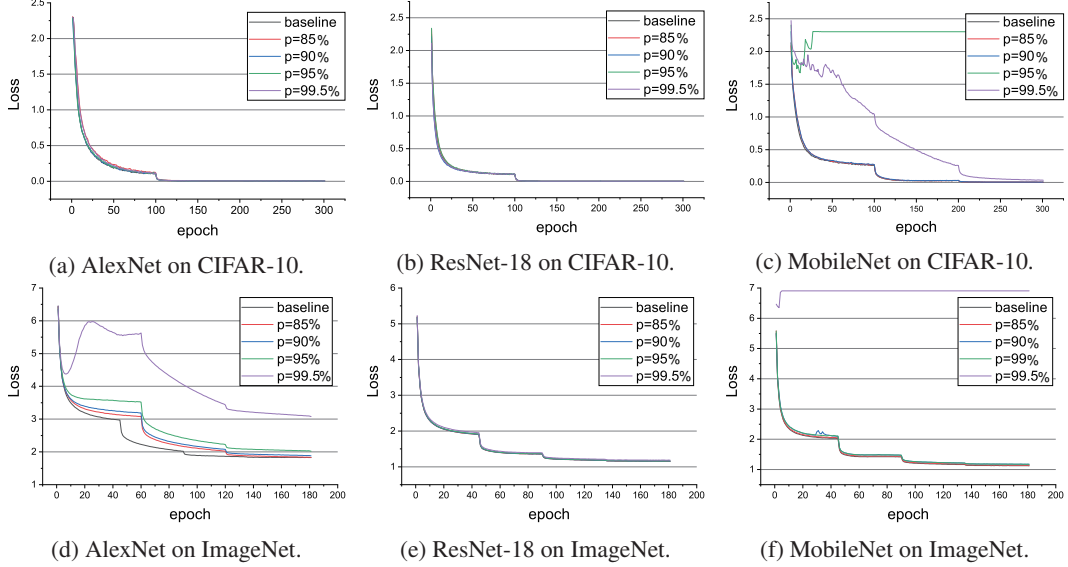 2.5
2.0
1.5
1.0
0.5
0.0
Loss
0 50 100 150 200 250 300
epoch
baseline
p=85%
p=90%
p=95%
p=99.5%
(a) AlexNet on CIFAR-10.
2.5
2.0
1.5
1.0
0.5
0.0
Loss
0 50 100 150 200 250 300
epoch
baseline
p=85%
p=90%
p=95%
p=99.5%
(b) ResNet-18 on CIFAR-10.
2.5
2.0
1.5
1.0
0.5
0.0
Loss
0 50 100 150 200 250 300
epoch
baseline
p=85%
p=90%
p=95%
p=99.5%
(c) MobileNet on CIFAR-10.
7
6
5
4
3
2
1
Loss
0 20 40 60 80 100 120 140 160 180 200
epoch
baseline
p=85%
p=90%
p=95%
p=99.5%
(d) AlexNet on ImageNet.
6
5
4
3
2
1
Loss
0 20 40 60 80 100 120 140 160 180 200
epoch
baseline
p=85%
p=90%
p=95%
p=99.5%
(e) ResNet-18 on ImageNet.
7
6
5
4
3
2
1
Loss
0 20 40 60 80 100 120 140 160 180 200
epoch
baseline
p=85%
p=90%
p=99%
p=99.5%
(f) MobileNet on ImageNet.